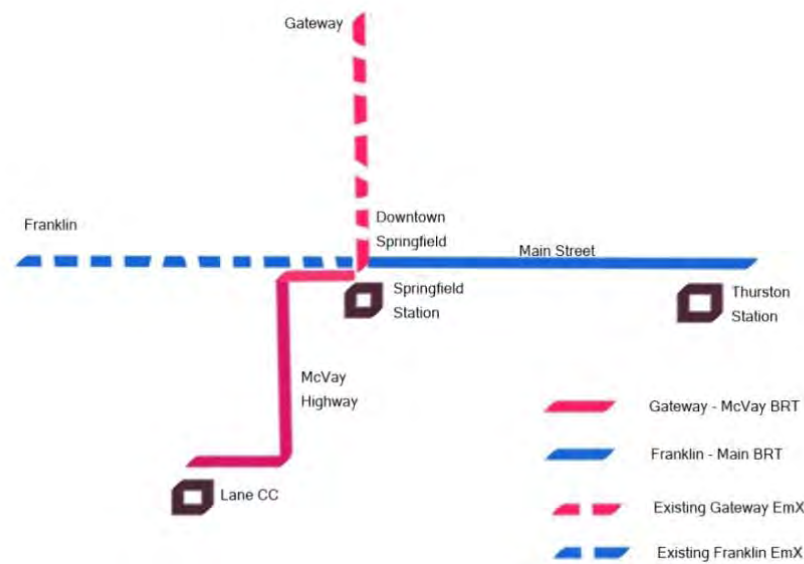 Gateway
Franklin
Downtown
Springfield
Main Street
Springfield
Station
Thurston
Station
McVay
Highway
Lane CC
Gateway - McVay BRT
Franklin - Main BRT
Existing Gateway EmX
Existing Franklin EmX